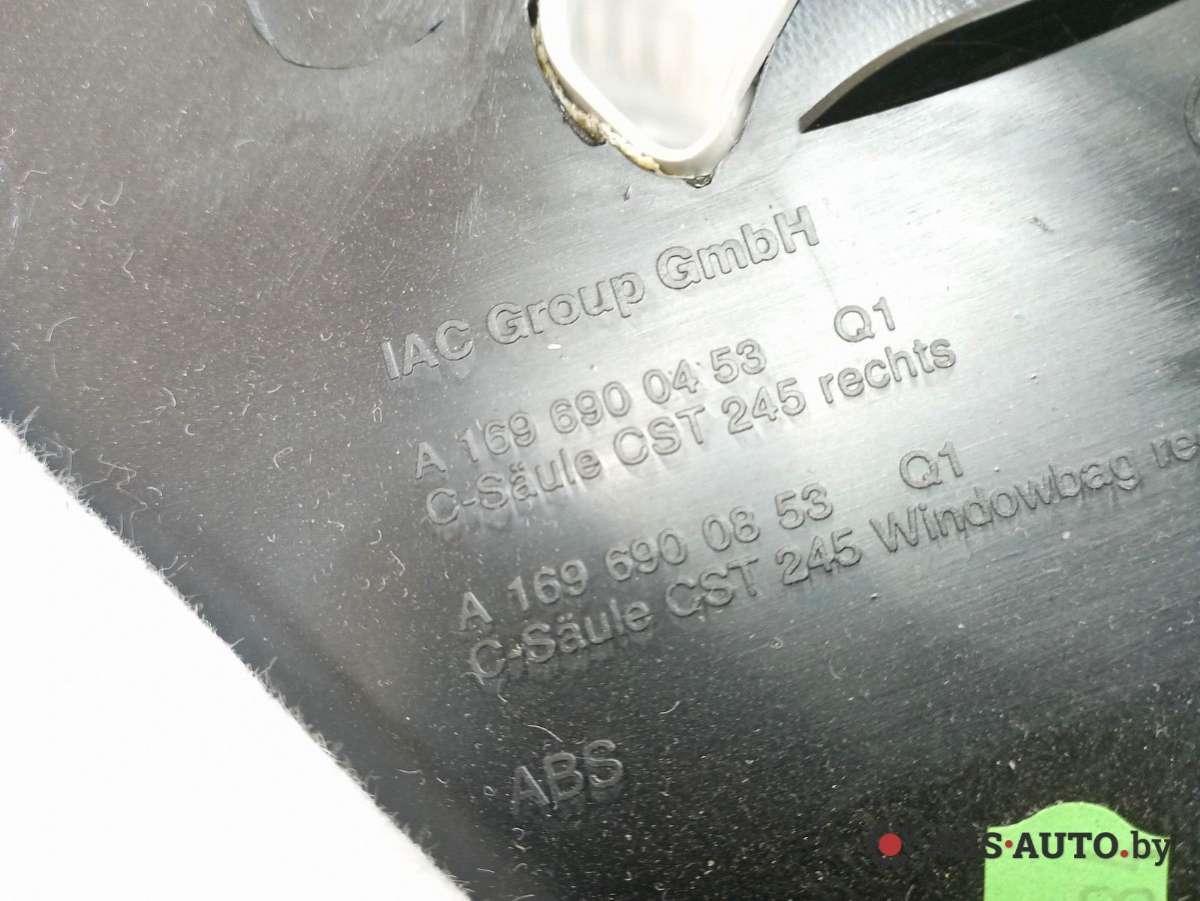 IAC Group GmbH
A 169 690 04 53 Q1
C-Säule CST 245 rechts
A 169 690 08 53 Q1
C-Säule CST 245 Windowbag re
ABS
S-AUTO.by